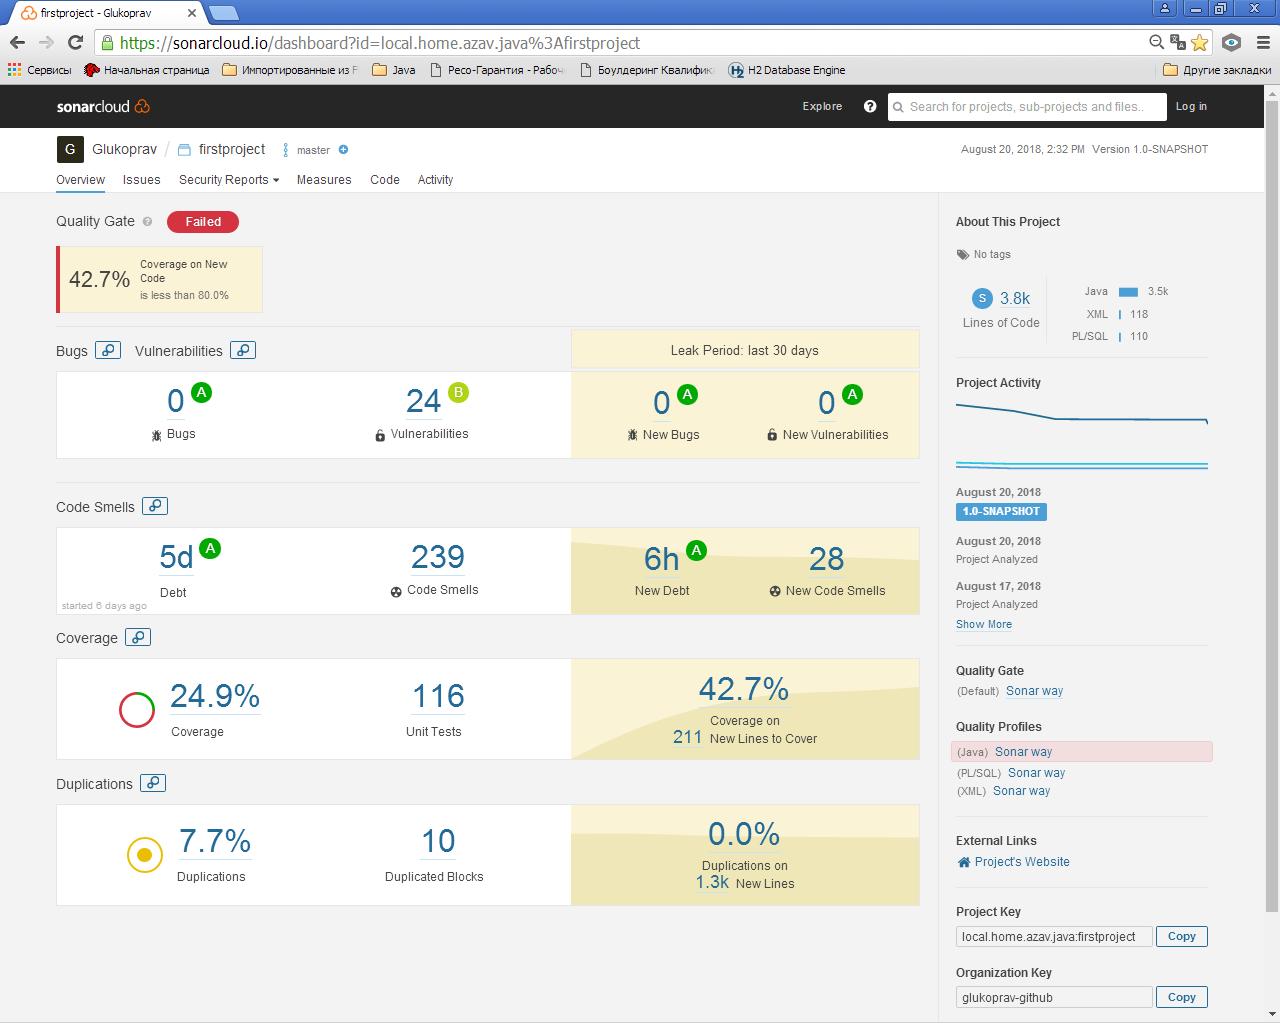 firstproject - Glukoprav
https://sonarcloud.io/dashboard?id=local.home.azav.java%3Afirstproject
Сервисы
Начальная страница
Импортированные из F
Java
Ресо-Гарантия - Рабоч
Боулдеринг Квалифик
H2 Database Engine
Другие закладки
sonarcloud
Explore
Search for projects, sub-projects and files..
Log in
G Glukoprav / firstproject master
August 20, 2018, 2:32 PM Version 1.0-SNAPSHOT
Overview Issues Security Reports Measures Code Activity
Quality Gate Failed
42.7%
Coverage on New
Code
is less than 80.0%
Bugs Vulnerabilities
Leak Period: last 30 days
0 A
Bugs
24 B
Vulnerabilities
0 A
New Bugs
0 A
New Vulnerabilities
Code Smells
5d A
Debt
started 6 days ago
239
Code Smells
6h A
New Debt
28
New Code Smells
Coverage
24.9%
Coverage
116
Unit Tests
42.7%
Coverage on
211 New Lines to Cover
Duplications
7.7%
Duplications
10
Duplicated Blocks
0.0%
Duplications on
1.3k New Lines
About This Project
No tags
S 3.8k
Lines of Code
Java 3.5k
XML 118
PL/SQL 110
Project Activity
August 20, 2018
1.0-SNAPSHOT
August 20, 2018
Project Analyzed
August 17, 2018
Project Analyzed
Show More
Quality Gate
(Default) Sonar way
Quality Profiles
(Java) Sonar way
(PL/SQL) Sonar way
(XML) Sonar way
External Links
Project's Website
Project Key
local.home.azav.java:firstproject Copy
Organization Key
glukoprav-github Copy